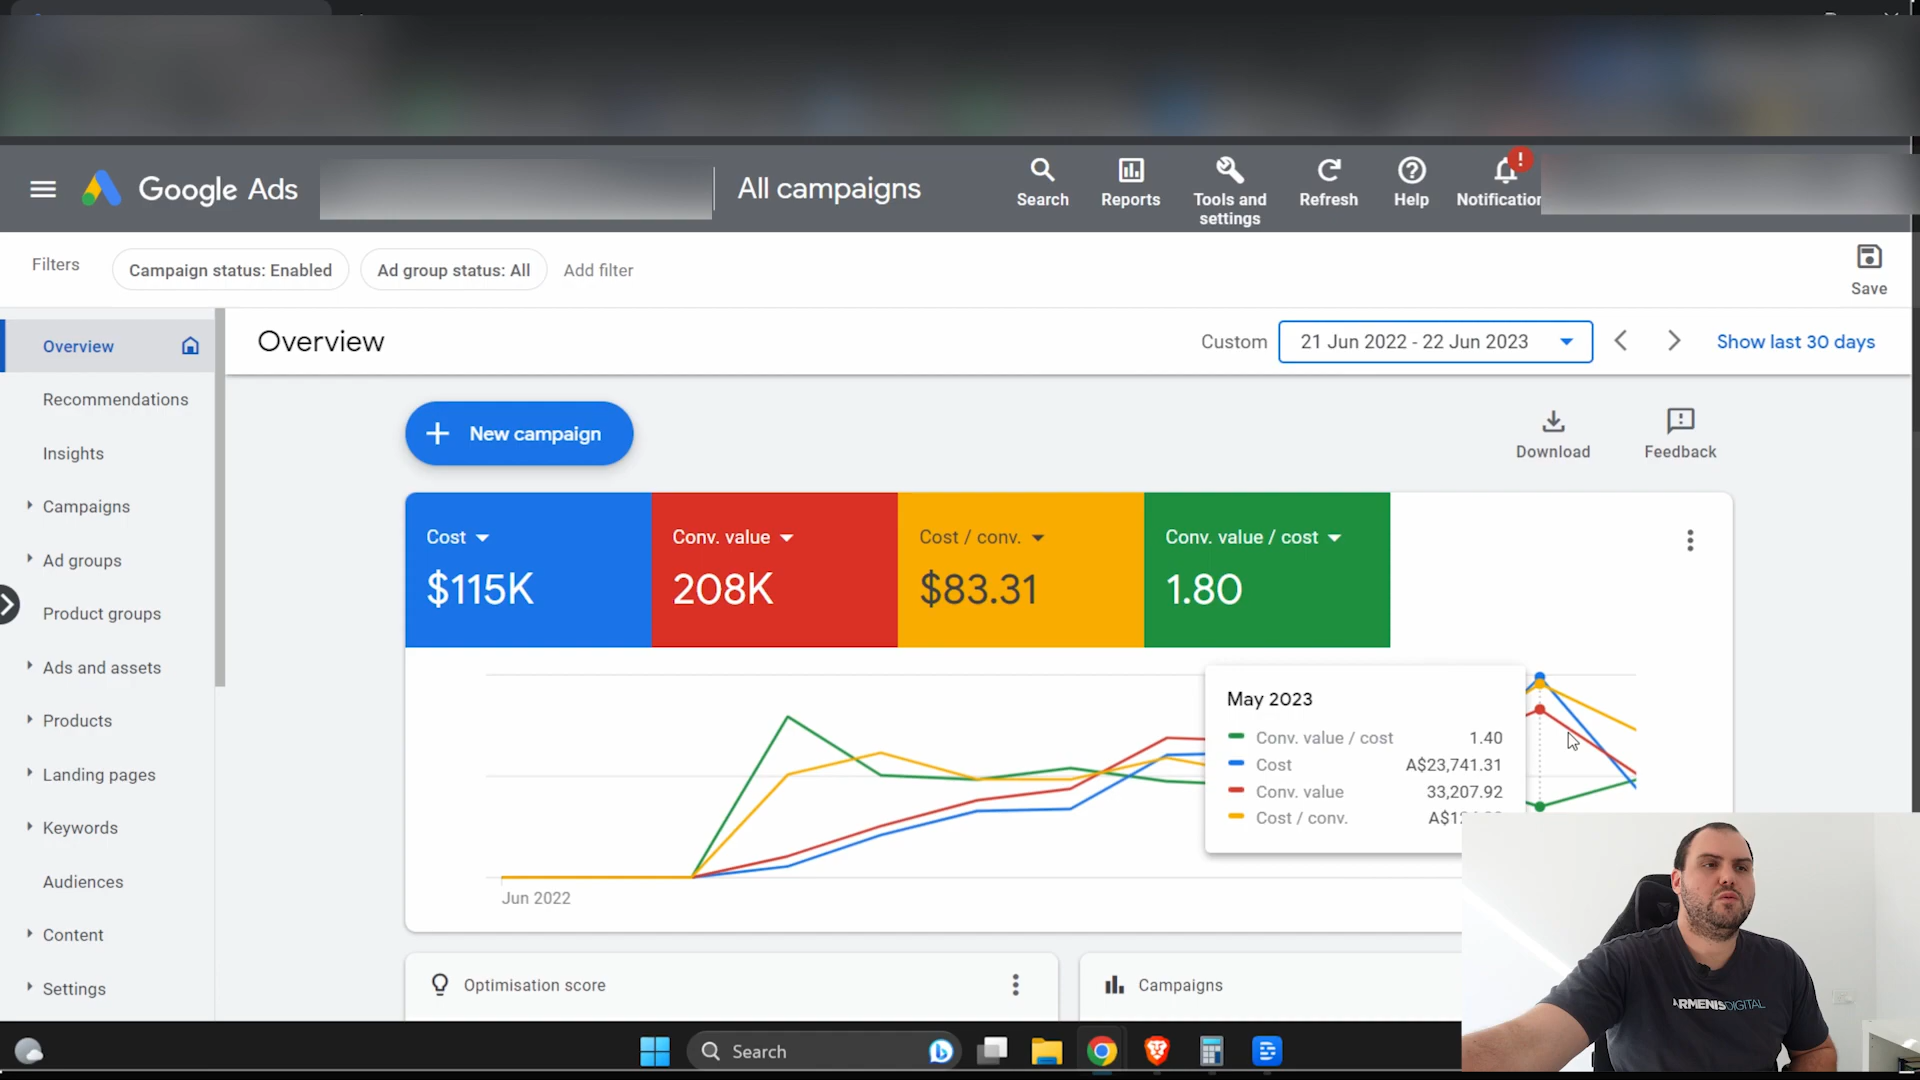 Google Ads
All campaigns
Search
Reports
Tools and
settings
Refresh
Help
Notification
!
Filters
Campaign status: Enabled
Ad group status: All
Add filter
Save
Overview
Recommendations
Insights
Campaigns
Ad groups
Product groups
Ads and assets
Products
Landing pages
Keywords
Audiences
Content
Settings
Overview
Custom
21 Jun 2022 - 22 Jun 2023
Show last 30 days
New campaign
Download
Feedback
Cost
$115K
Conv. value
208K
Cost / conv.
$83.31
Conv. value / cost
1.80
May 2023
Conv. value / cost 1.40
Cost A$23,741.31
Conv. value 33,207.92
Cost / conv.
Jun 2022
Optimisation score
Campaigns
ARMENISDIGITAL
Search